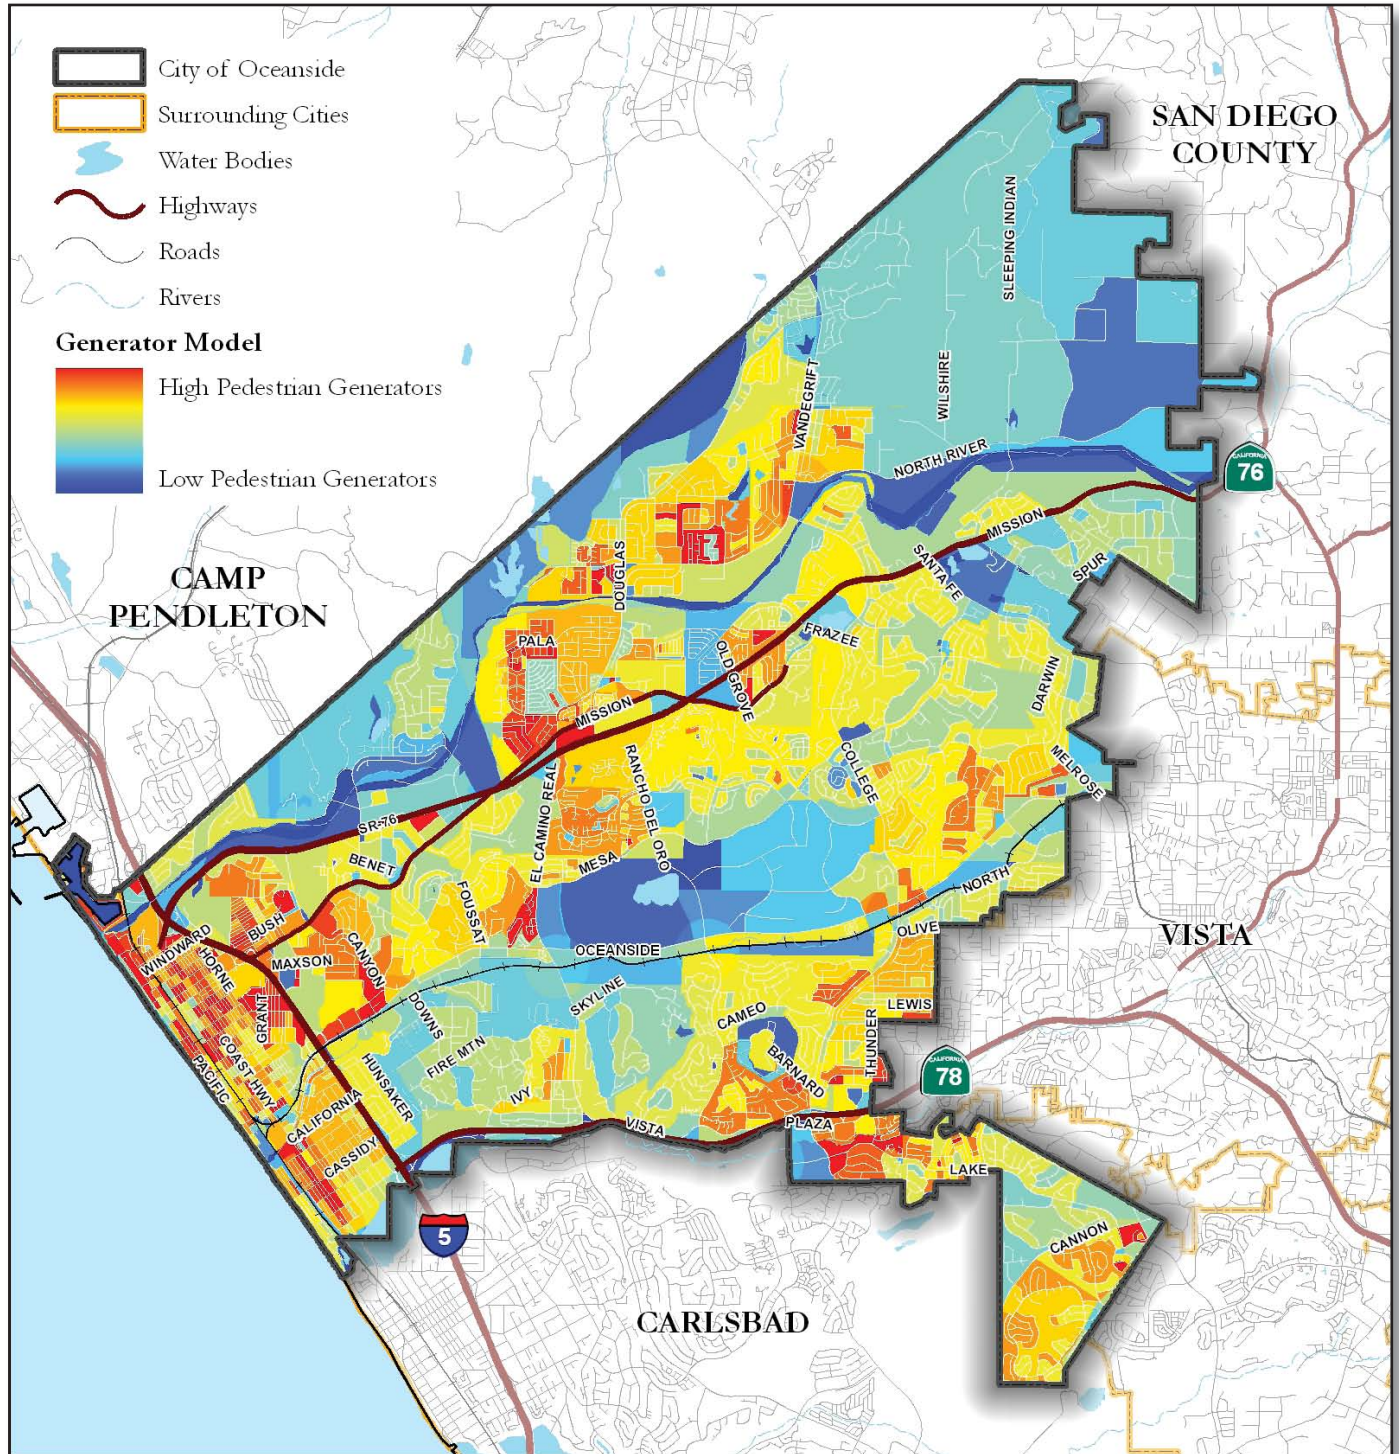 City of Oceanside
Surrounding Cities
Water Bodies
Highways
Roads
Rivers
Generator Model
High Pedestrian Generators
Low Pedestrian Generators
SAN DIEGO
COUNTY
SLEEPING INDIAN
WILSHIRE
VANDEGRIFT
NORTH RIVER
CALIFORNIA
76
MISSION
SANTA FE
SPUR
CAMP
PENDLETON
DOUGLAS
PALA
FRAZEE
OLD GROVE
DARWIN
MISSION
RANCHO DEL ORO
COLLEGE
MELROSE
EL CAMINO REAL
SR-76
BENET
MESA
FOUSSAT
NORTH
OLIVE
VISTA
BUSH
WINDWARD
HORNE
MAXSON
CANYON
OCEANSIDE
GRANT
DOWNS
SKYLINE
CAMEO
LEWIS
THUNDER
COAST HWY
PACIFIC
HUNSAKER
FIRE MTN
BARNARD
CALIFORNIA
78
IVY
CALIFORNIA
CASSIDY
VISTA
PLAZA
LAKE
5
CANNON
CARLSBAD